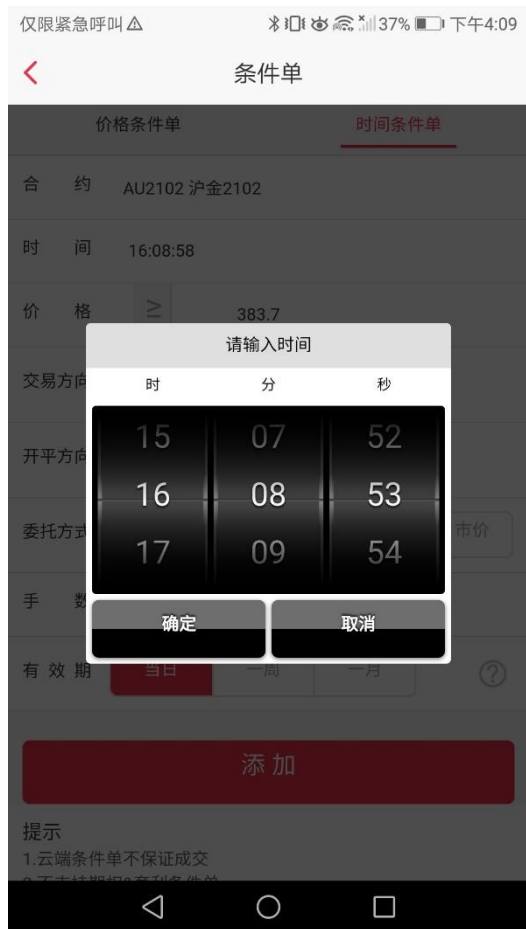 仅限紧急呼叫 37% 下午4:09
条件单
价格条件单 时间条件单
合 约 AU2102 沪金2102
时 间 16:08:58
价 格 ≥ 383.7
请输入时间
时 分 秒
交易方向
15 07 52
开平方向
16 08 53
委托方式 市价
17 09 54
手 数
确定 取消
有效期 当日 一周 一月 ?
添加
提示
1.云端条件单不保证成交